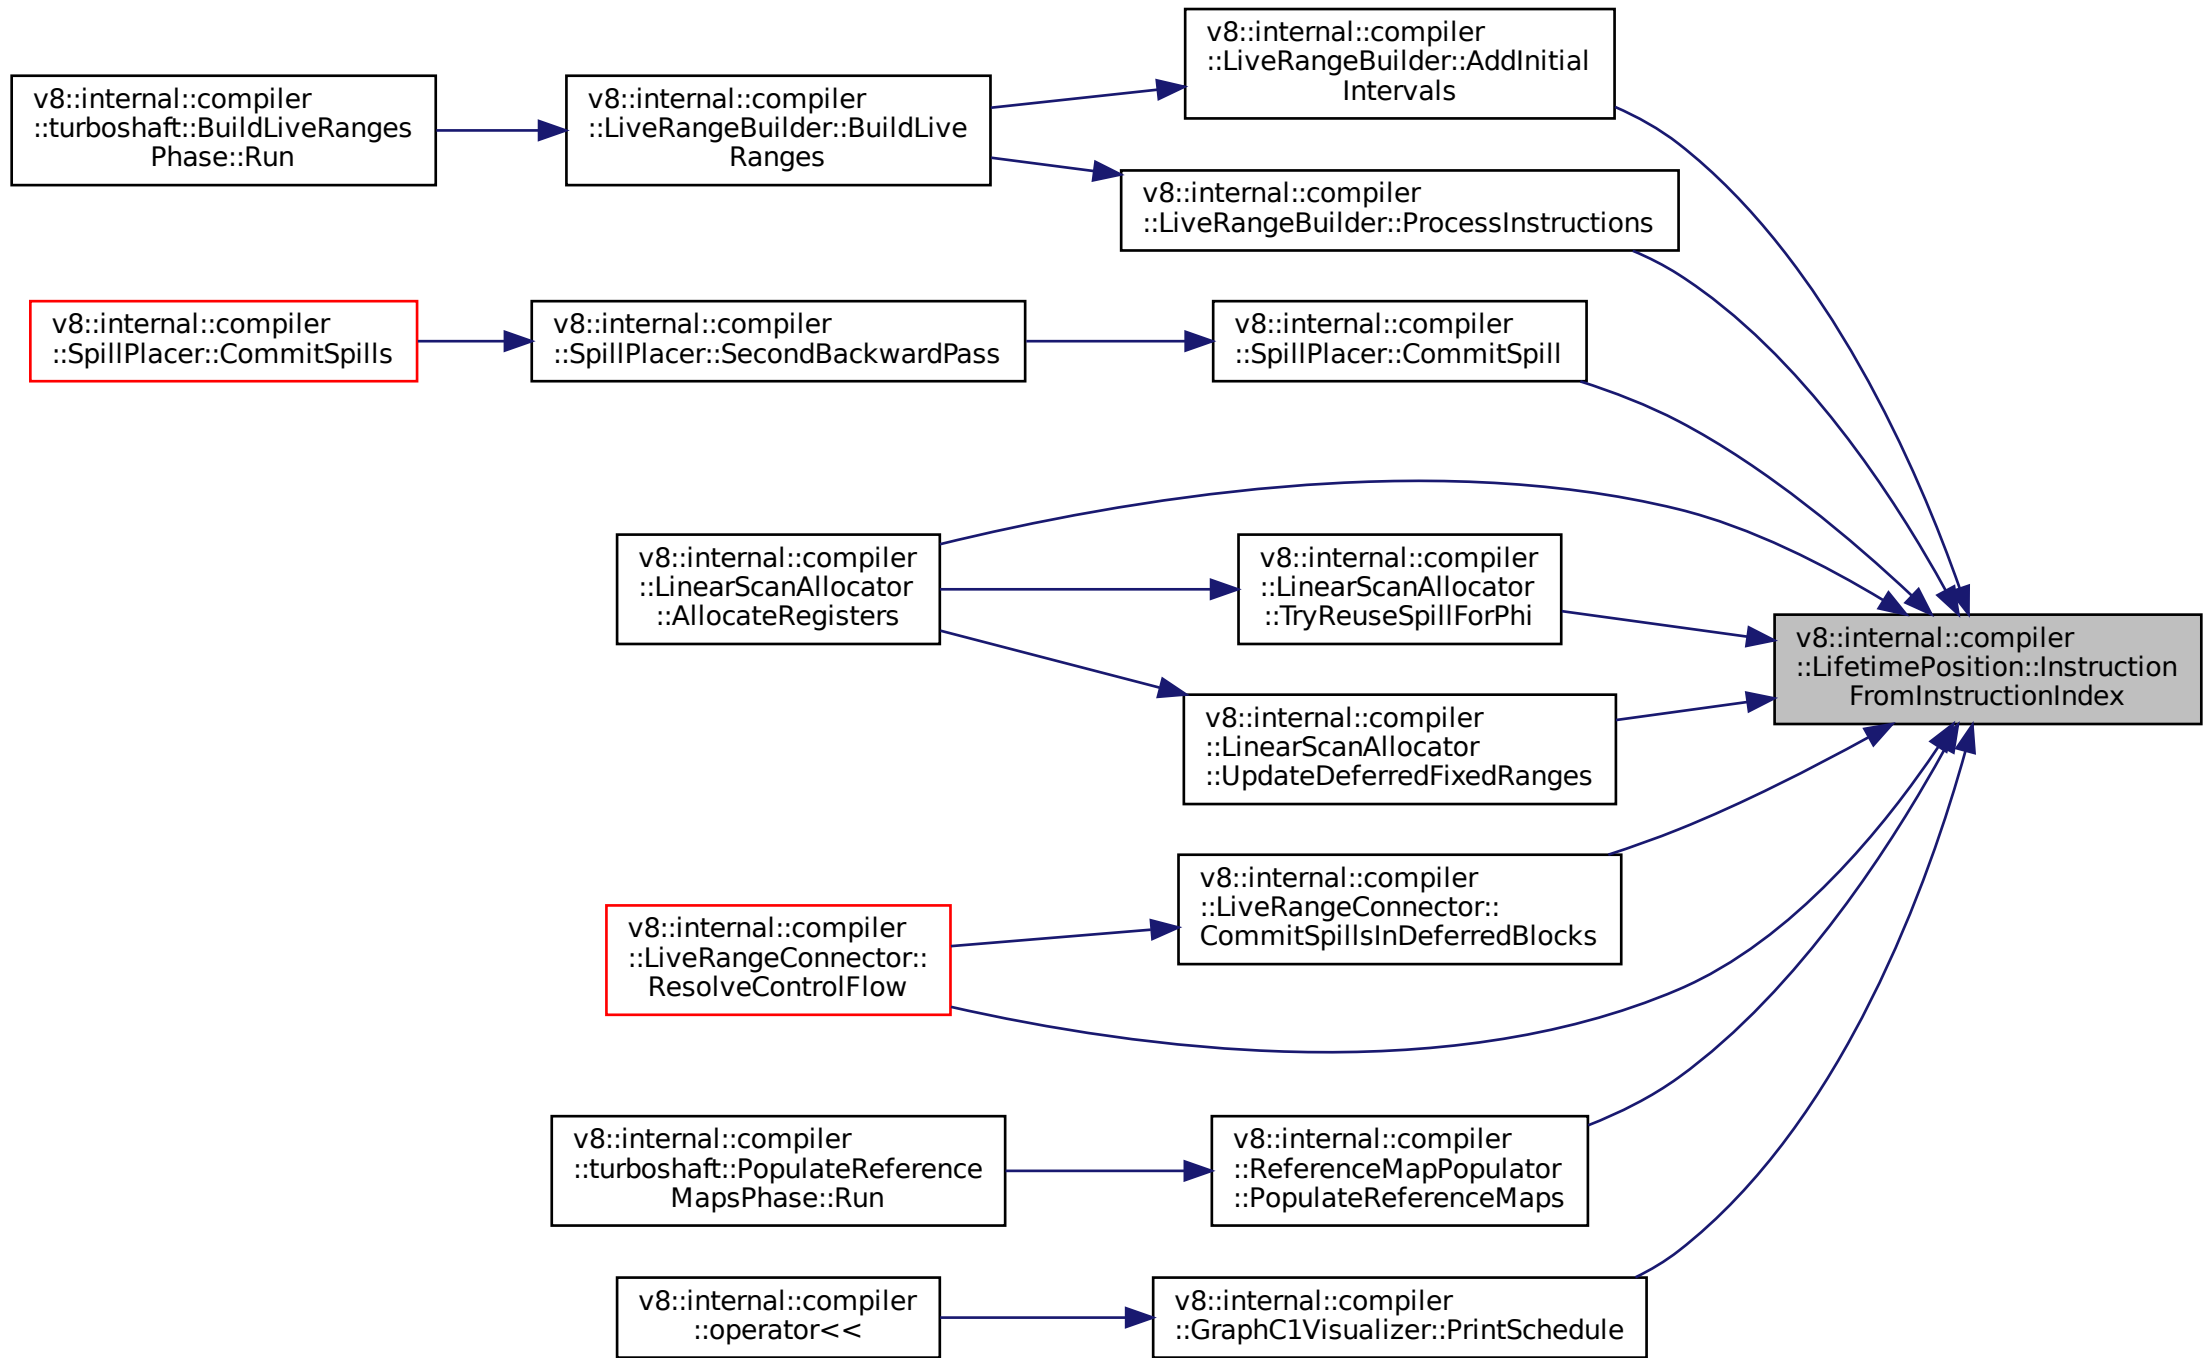 v8::internal::compiler
::LiveRangeBuilder::AddInitial
Intervals
v8::internal::compiler
::turboshaft::BuildLiveRanges
Phase::Run
v8::internal::compiler
::LiveRangeBuilder::BuildLive
Ranges
v8::internal::compiler
::LiveRangeBuilder::ProcessInstructions
v8::internal::compiler
::SpillPlacer::CommitSpills
v8::internal::compiler
::SpillPlacer::SecondBackwardPass
v8::internal::compiler
::SpillPlacer::CommitSpill
v8::internal::compiler
::LinearScanAllocator
::AllocateRegisters
v8::internal::compiler
::LinearScanAllocator
::TryReuseSpillForPhi
v8::internal::compiler
::LifetimePosition::Instruction
FromInstructionIndex
v8::internal::compiler
::LinearScanAllocator
::UpdateDeferredFixedRanges
v8::internal::compiler
::LiveRangeConnector::
CommitSpillsInDeferredBlocks
v8::internal::compiler
::LiveRangeConnector::
ResolveControlFlow
v8::internal::compiler
::turboshaft::PopulateReference
MapsPhase::Run
v8::internal::compiler
::ReferenceMapPopulator
::PopulateReferenceMaps
v8::internal::compiler
::operator<<
v8::internal::compiler
::GraphC1Visualizer::PrintSchedule